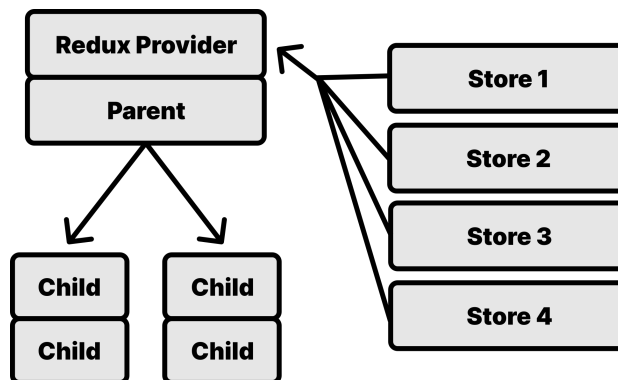 Redux Provider
Parent
Child
Child
Child
Child
Store 1
Store 2
Store 3
Store 4